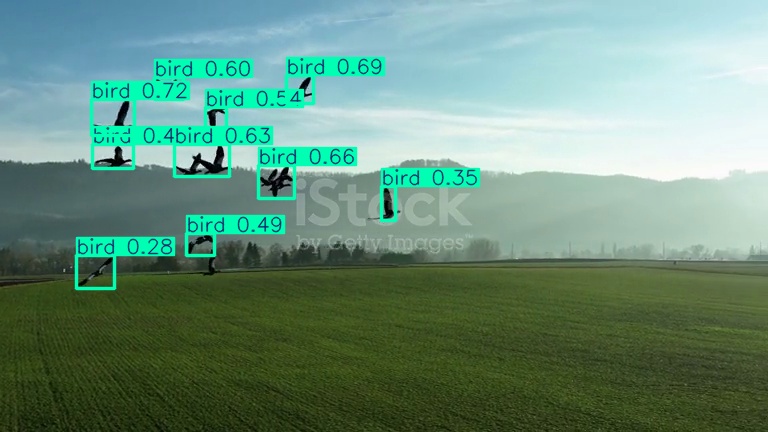 bird 0.60
bird 0.69
bird 0.72
bird 0.54
bird 0.4
bird 0.63
bird 0.66
bird 0.35
iStock
by Getty Images™
bird 0.49
bird 0.28